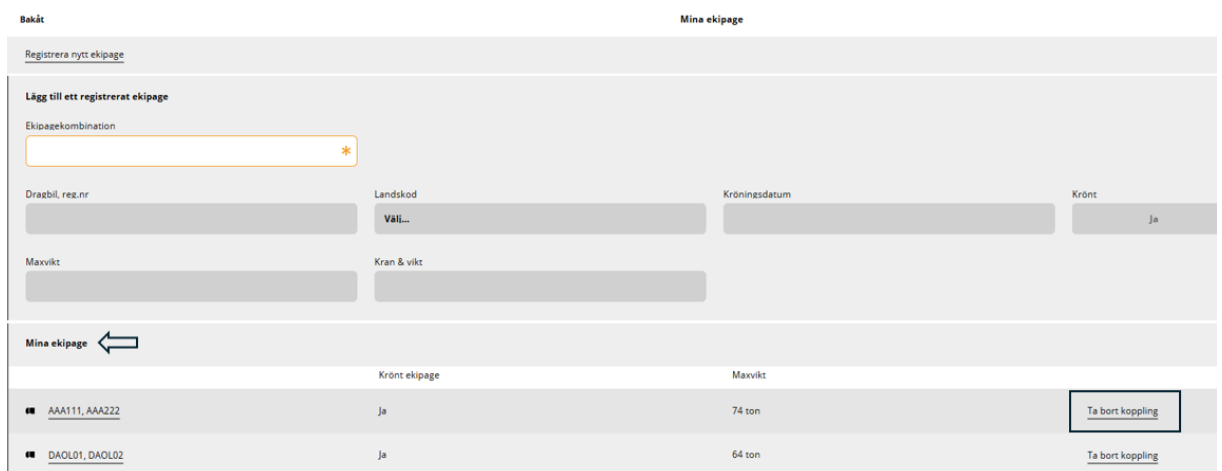 Bakåt Mina ekipage
Registrera nytt ekipage
Lägg till ett registrerat ekipage
Ekipagekombination
*
Dragbil, reg.nr Landskod Kröningsdatum Krönt
Välj... Ja
Maxvikt Kran & vikt
Mina ekipage
Krönt ekipage Maxvikt
AAA111, AAA222 Ja 74 ton Ta bort koppling
DAOL01, DAOL02 Ja 64 ton Ta bort koppling